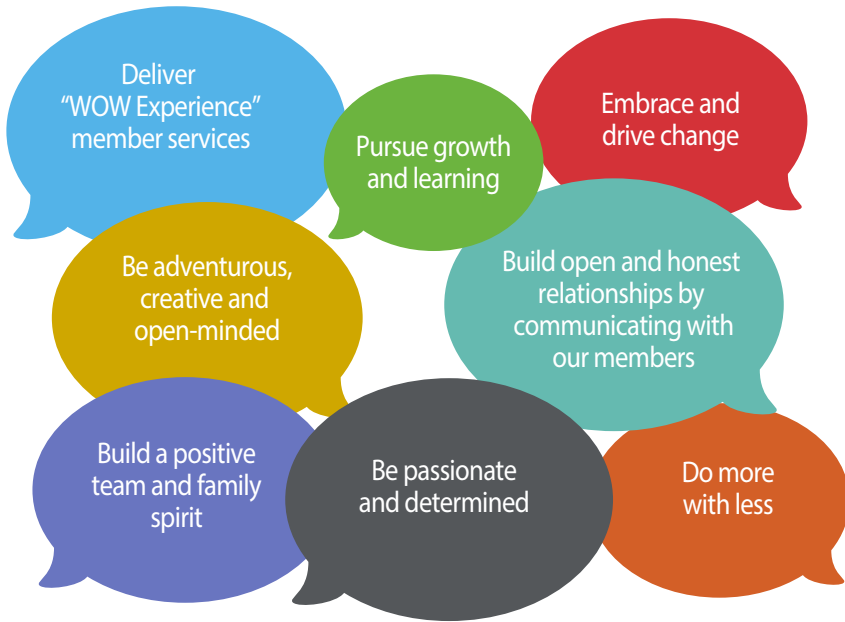 Deliver
“WOW Experience”
member services
Pursue growth
and learning
Embrace and
drive change
Be adventurous,
creative and
open-minded
Build open and honest
relationships by
communicating with
our members
Build a positive
team and family
spirit
Be passionate
and determined
Do more
with less